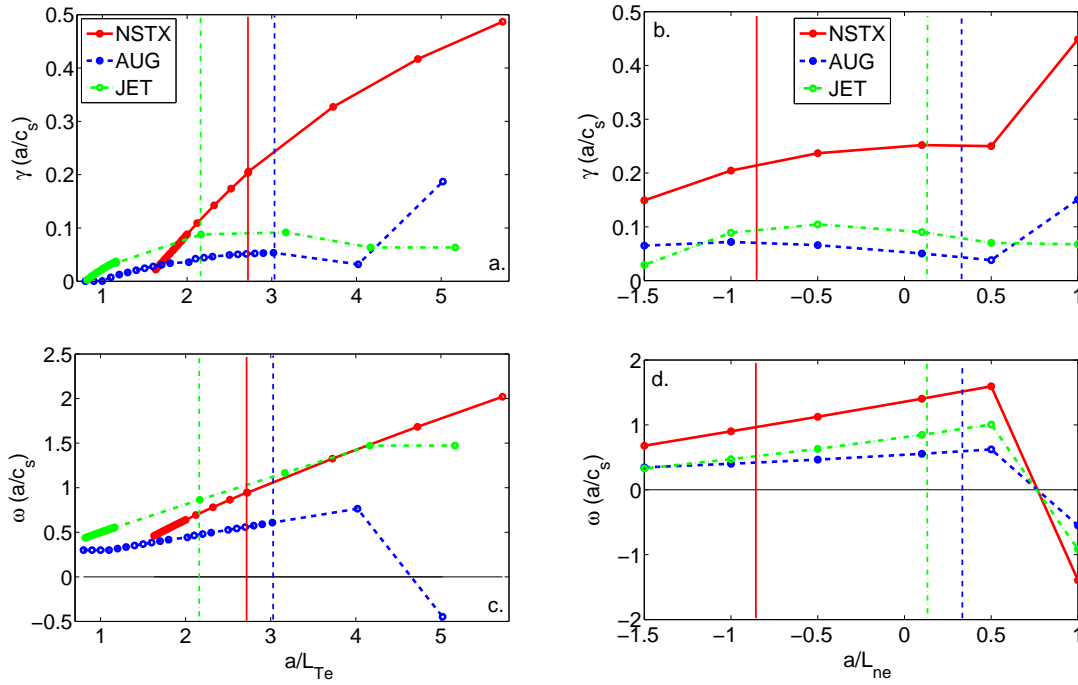 0.5
0.4
0.3
0.2
0.1
0
γ (a/c_s)
NSTX
AUG
JET
a.
1 2 3 4 5
0.5
0.4
0.3
0.2
0.1
0
γ (a/c_s)
b.
NSTX
AUG
JET
−1.5 −1 −0.5 0 0.5 1
2.5
2
1.5
1
0.5
0
−0.5
ω (a/c_s)
c.
1 2 3 4 5
a/L_Te
2
1
0
−1
−2
ω (a/c_s)
d.
−1.5 −1 −0.5 0 0.5 1
a/L_ne